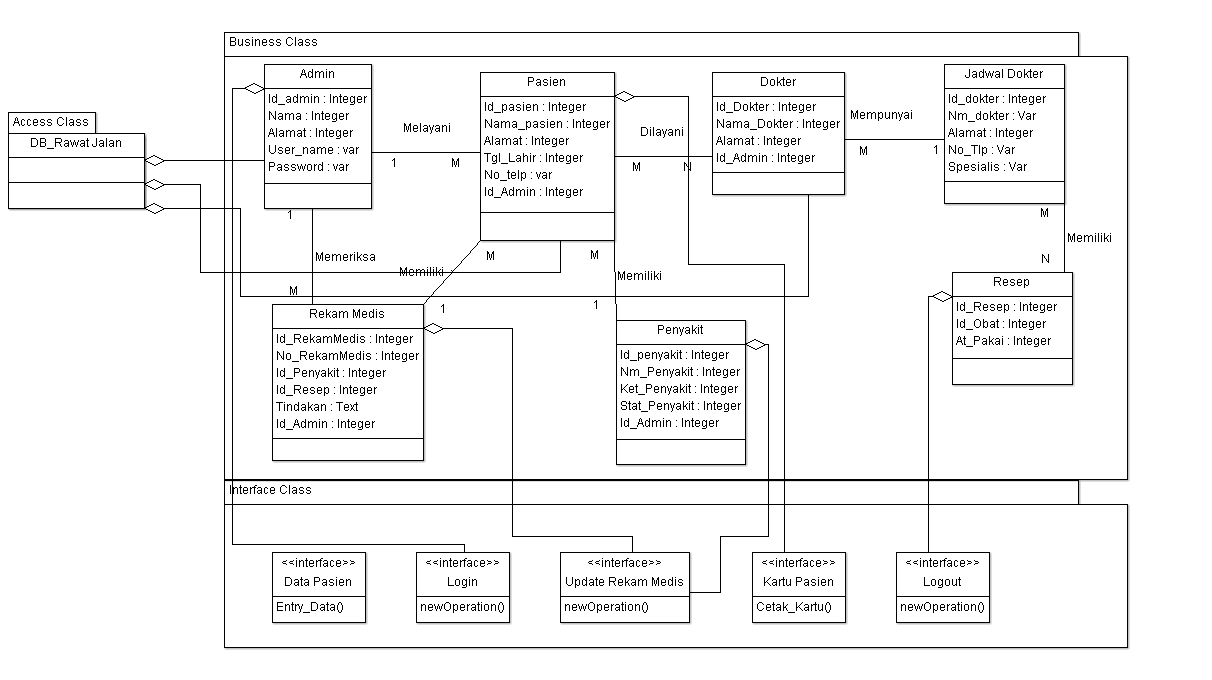 Business Class
Access Class
DB_Rawat Jalan
Admin
Id_admin : Integer
Nama : Integer
Alamat : Integer
User_name : var
Password : var
Melayani
1
M
Pasien
Id_pasien : Integer
Nama_pasien : Integer
Alamat : Integer
Tgl_Lahir : Integer
No_telp : var
Id_Admin : Integer
Dilayani
M
N
Dokter
Id_Dokter : Integer
Nama_Dokter : Integer
Alamat : Integer
Id_Admin : Integer
Mempunyai
M
1
Jadwal Dokter
Id_dokter : Integer
Nm_dokter : Var
Alamat : Integer
No_Tlp : Var
Spesialis : Var
1
Memeriksa
M
Memiliki
M
1
M
Memiliki
1
M
Memiliki
N
Rekam Medis
Id_RekamMedis : Integer
No_RekamMedis : Integer
Id_Penyakit : Integer
Id_Resep : Integer
Tindakan : Text
Id_Admin : Integer
Penyakit
Id_penyakit : Integer
Nm_Penyakit : Integer
Ket_Penyakit : Integer
Stat_Penyakit : Integer
Id_Admin : Integer
Resep
Id_Resep : Integer
Id_Obat : Integer
At_Pakai : Integer
Interface Class
<<interface>>
Data Pasien
Entry_Data()
<<interface>>
Login
newOperation()
<<interface>>
Update Rekam Medis
newOperation()
<<interface>>
Kartu Pasien
Cetak_Kartu()
<<interface>>
Logout
newOperation()